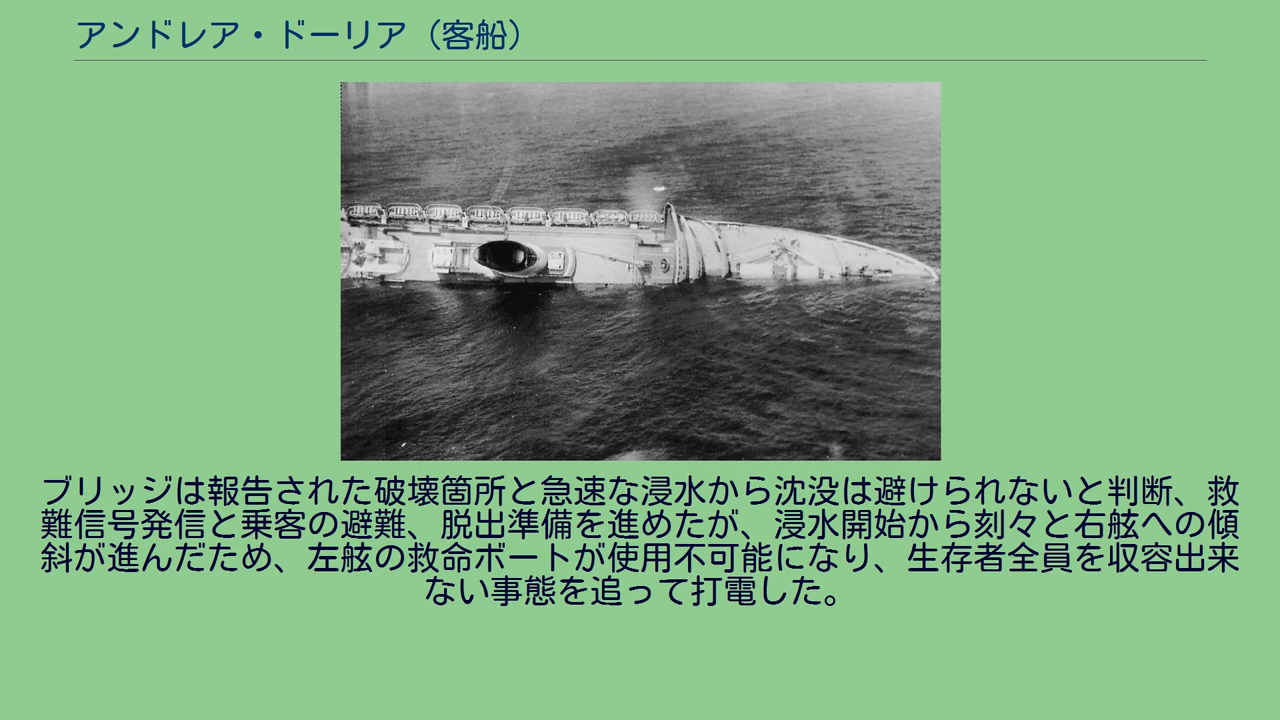 アンドレア・ドーリア（客船）
ブリッジは報告された破壊箇所と急速な浸水から沈没は避けられないと判断、救
難信号発信と乗客の避難、脱出準備を進めたが、浸水開始から刻々と右舷への傾
斜が進んだため、左舷の救命ボートが使用不可能になり、生存者全員を収容出来
ない事態を追って打電した。